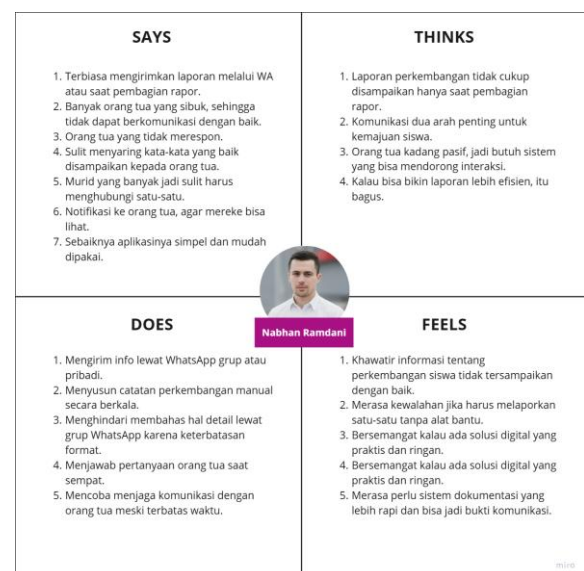 SAYS
1. Terbiasa mengirimkan laporan melalui WA
atau saat pembagian rapor.
2. Banyak orang tua yang sibuk, sehingga
tidak dapat berkomunikasi dengan baik.
3. Orang tua yang tidak merespon.
4. Sulit menyaring kata-kata yang baik
disampaikan kepada orang tua.
5. Murid yang banyak jadi sulit harus
menghubungi satu-satu.
6. Notifikasi ke orang tua, agar mereke bisa
lihat.
7. Sebaiknya aplikasinya simpel dan mudah
dipakai.
THINKS
1. Laporan perkembangan tidak cukup
disampaikan hanya saat pembagian
rapor.
2. Komunikasi dua arah penting untuk
kemajuan siswa.
3. Orang tua kadang pasif, jadi butuh sistem
yang bisa mendorong interaksi.
4. Kalau bisa bikin laporan lebih efisien, itu
bagus.
Nabhan Ramdani
DOES
1. Mengirim info lewat WhatsApp grup atau
pribadi.
2. Menyusun catatan perkembangan manual
secara berkala.
3. Menghindari membahas hal detail lewat
grup WhatsApp karena keterbatasan
format.
4. Menjawab pertanyaan orang tua saat
sempat.
5. Mencoba menjaga komunikasi dengan
orang tua meski terbatas waktu.
FEELS
1. Khawatir informasi tentang
perkembangan siswa tidak tersampaikan
dengan baik.
2. Merasa kewalahan jika harus melaporkan
satu-satu tanpa alat bantu.
3. Bersemangat kalau ada solusi digital yang
praktis dan ringan.
4. Bersemangat kalau ada solusi digital yang
praktis dan ringan.
5. Merasa perlu sistem dokumentasi yang
lebih rapi dan bisa jadi bukti komunikasi.
miro